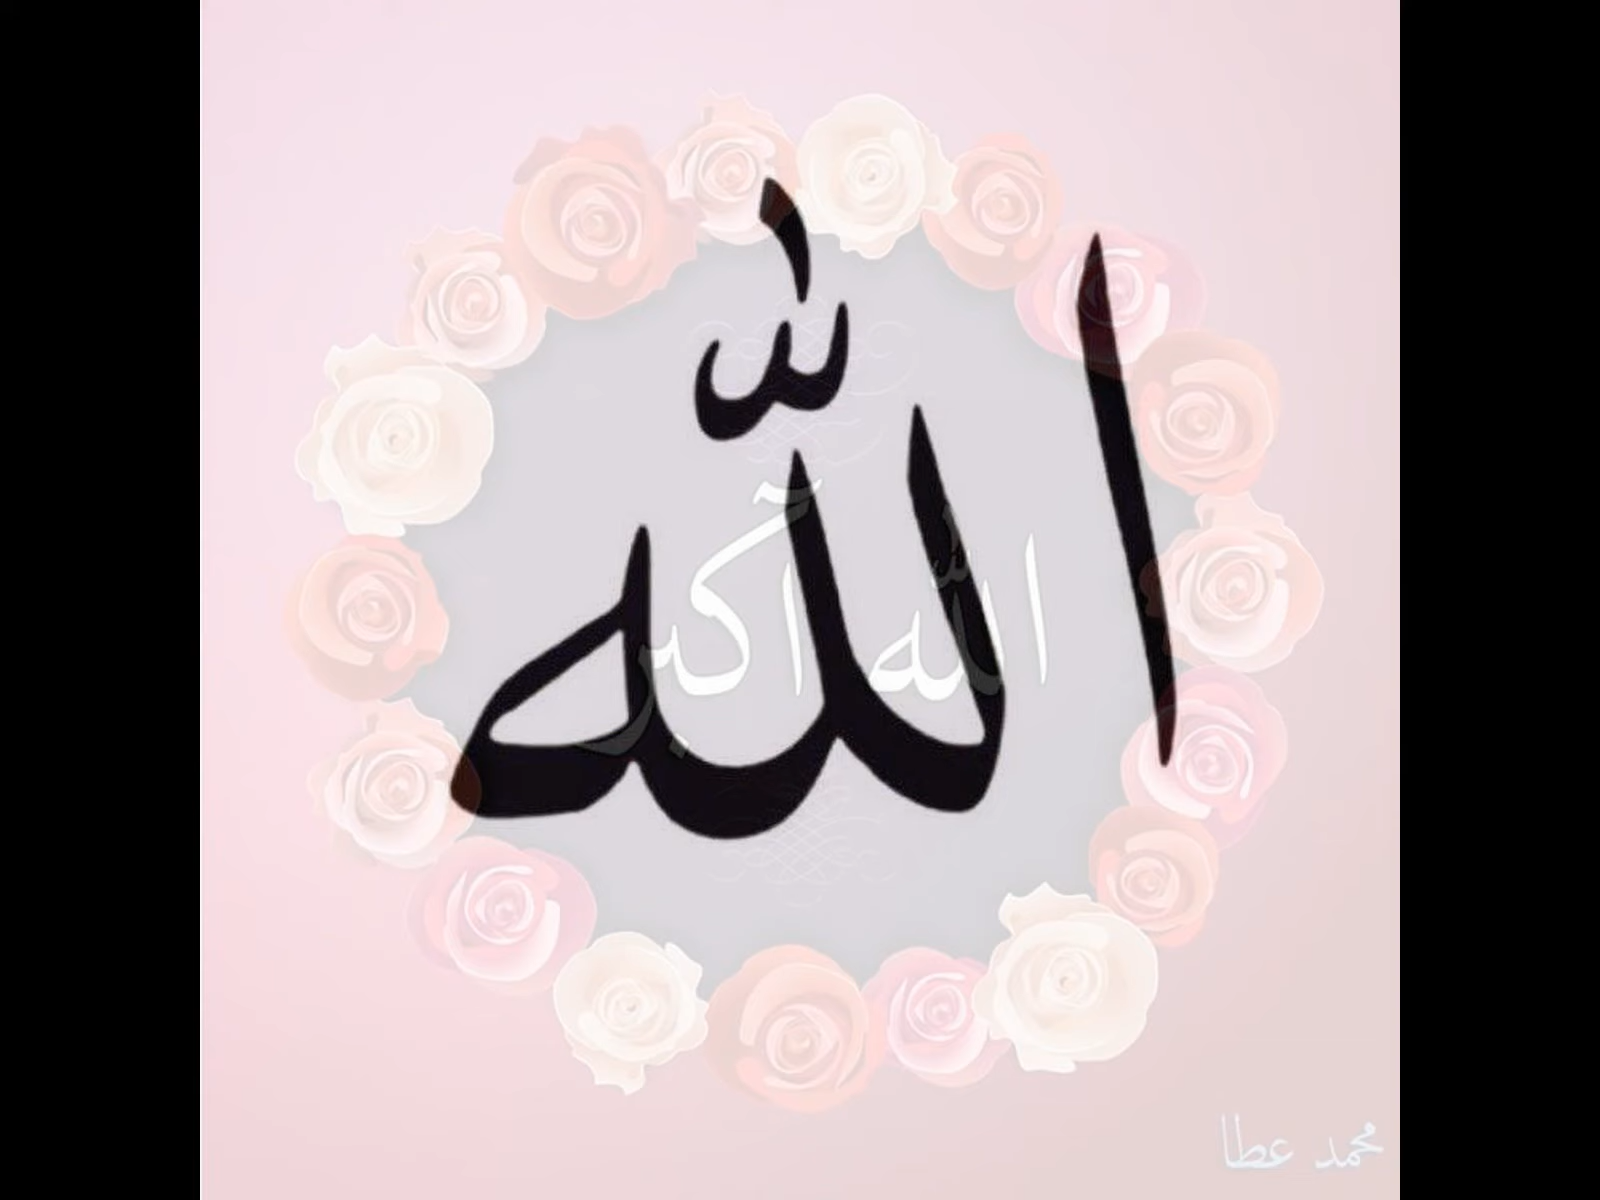 الله
الله أكبر
محمد عطا